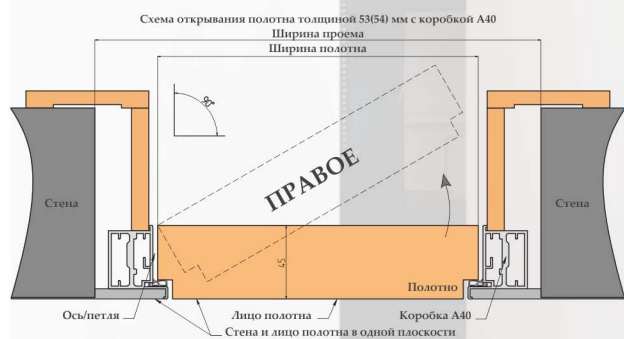 Схема открывания полотна толщиной 53(54) мм с коробкой А40
Ширина проема
Ширина полотна
90°
ПРАВОЕ
Стена
Стена
45
Полотно
Ось/петля
Лицо полотна
Коробка А40
Стена и лицо полотна в одной плоскости